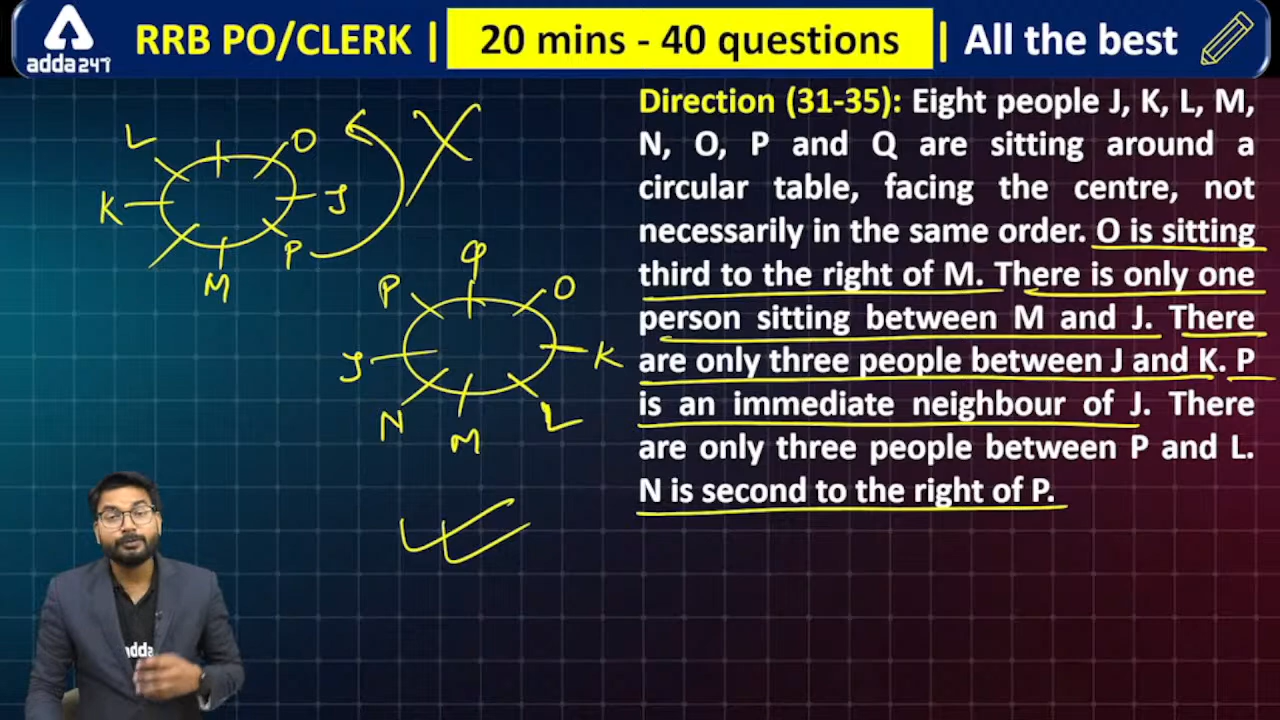 adda247
RRB PO/CLERK | 20 mins - 40 questions | All the best
Direction (31-35): Eight people J, K, L, M,
N, O, P and Q are sitting around a
circular table, facing the centre, not
necessarily in the same order. O is sitting
third to the right of M. There is only one
person sitting between M and J. There
are only three people between J and K. P
is an immediate neighbour of J. There
are only three people between P and L.
N is second to the right of P.
L O
K J
M P
Q
P O
J K
N M L
adda